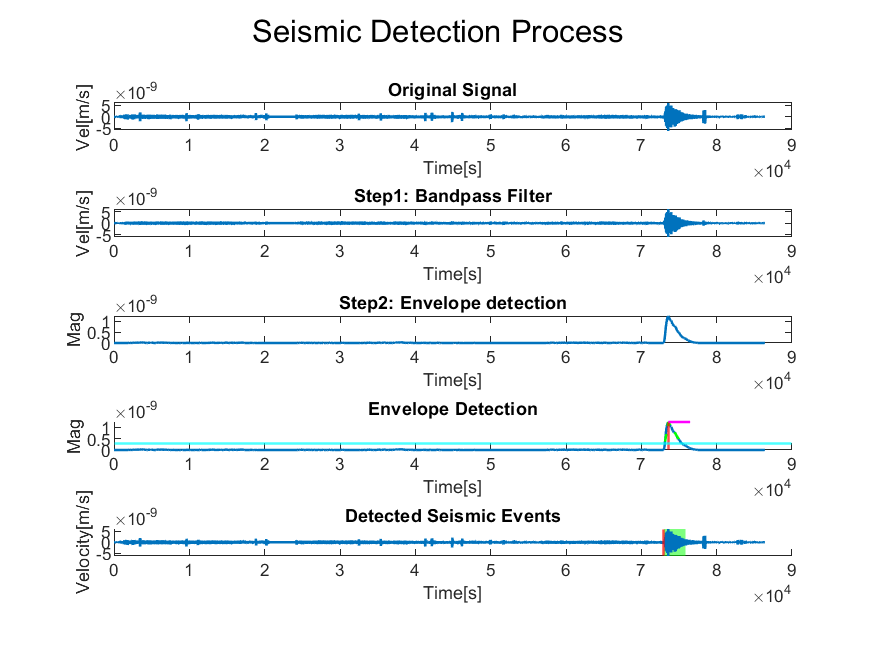 Seismic Detection Process
×10-9
Original Signal
Vel[m/s]
5
0
-5
0 1 2 3 4 5 6 7 8 9
Time[s]
×104
×10-9
Step1: Bandpass Filter
Vel[m/s]
5
0
-5
0 1 2 3 4 5 6 7 8 9
Time[s]
×104
×10-9
Step2: Envelope detection
Mag
1
0.5
0
0 1 2 3 4 5 6 7 8 9
Time[s]
×104
×10-9
Envelope Detection
Mag
1
0.5
0
0 1 2 3 4 5 6 7 8 9
Time[s]
×104
×10-9
Detected Seismic Events
Velocity[m/s]
5
0
-5
0 1 2 3 4 5 6 7 8 9
Time[s]
×104